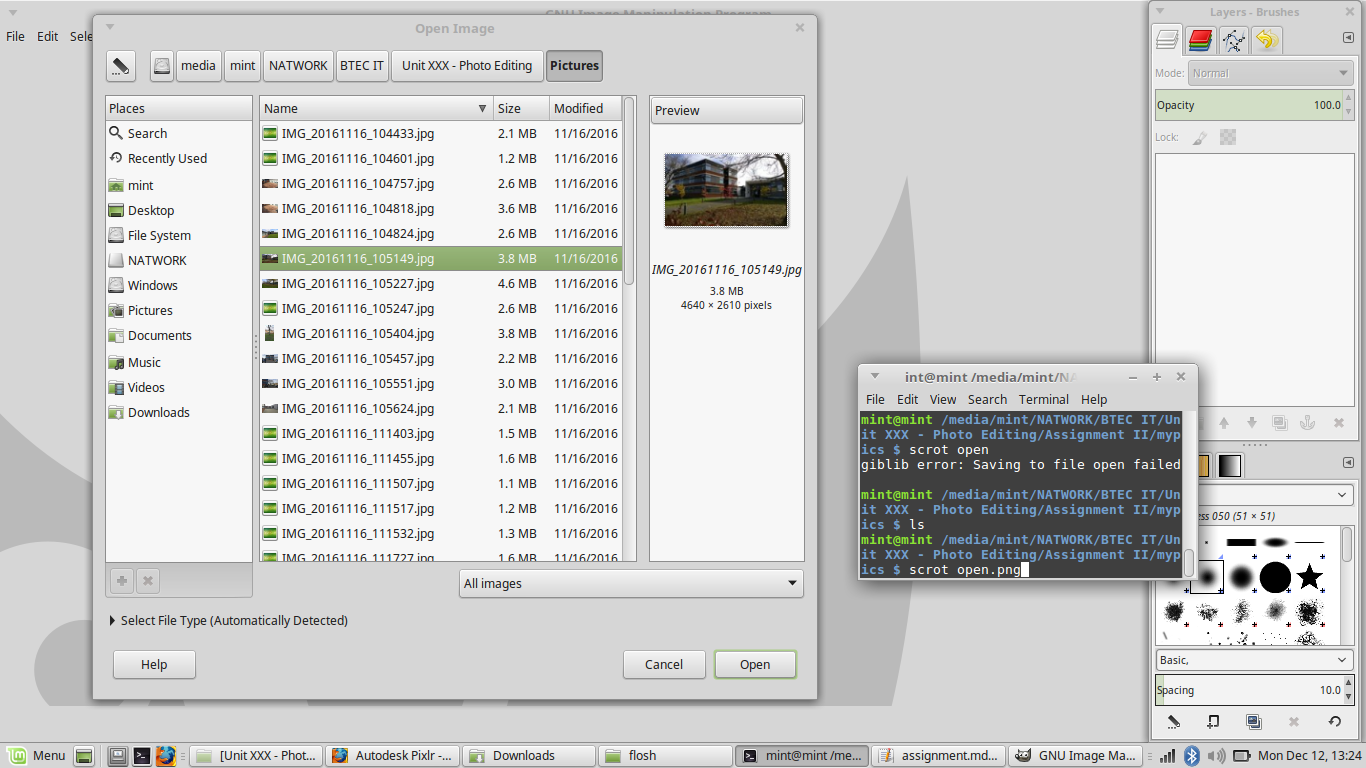 GNU Image Manipulation Program
File Edit Sele
Open Image
media mint NATWORK BTEC IT Unit XXX - Photo Editing Pictures
Places
Search
Recently Used
mint
Desktop
File System
NATWORK
Windows
Pictures
Documents
Music
Videos
Downloads
Name Size Modified
IMG_20161116_104433.jpg 2.1 MB 11/16/2016
IMG_20161116_104601.jpg 1.2 MB 11/16/2016
IMG_20161116_104757.jpg 2.6 MB 11/16/2016
IMG_20161116_104818.jpg 3.6 MB 11/16/2016
IMG_20161116_104824.jpg 2.6 MB 11/16/2016
IMG_20161116_105149.jpg 3.8 MB 11/16/2016
IMG_20161116_105227.jpg 4.6 MB 11/16/2016
IMG_20161116_105247.jpg 2.6 MB 11/16/2016
IMG_20161116_105404.jpg 3.8 MB 11/16/2016
IMG_20161116_105457.jpg 2.2 MB 11/16/2016
IMG_20161116_105551.jpg 3.0 MB 11/16/2016
IMG_20161116_105624.jpg 2.1 MB 11/16/2016
IMG_20161116_111403.jpg 1.5 MB 11/16/2016
IMG_20161116_111455.jpg 1.6 MB 11/16/2016
IMG_20161116_111507.jpg 1.1 MB 11/16/2016
IMG_20161116_111517.jpg 1.2 MB 11/16/2016
IMG_20161116_111532.jpg 1.3 MB 11/16/2016
IMG_20161116_111727.jpg 1.6 MB 11/16/2016
Preview
IMG_20161116_105149.jpg
3.8 MB
4640 × 2610 pixels
All images
Select File Type (Automatically Detected)
Help Cancel Open
int@mint /media/mint/NA
File Edit View Search Terminal Help
mint@mint /media/mint/NATWORK/BTEC IT/Un
it XXX - Photo Editing/Assignment II/myp
ics $ scrot open
giblib error: Saving to file open failed
mint@mint /media/mint/NATWORK/BTEC IT/Un
it XXX - Photo Editing/Assignment II/myp
ics $ ls
mint@mint /media/mint/NATWORK/BTEC IT/Un
it XXX - Photo Editing/Assignment II/myp
ics $ scrot open.png
Layers - Brushes
Mode: Normal
Opacity 100.0
Lock:
ess 050 (51 × 51)
Basic,
Spacing 10.0
Menu [Unit XXX - Phot... Autodesk Pixlr -... Downloads flosh mint@mint /me... assignment.md... GNU Image Ma... Mon Dec 12, 13:24